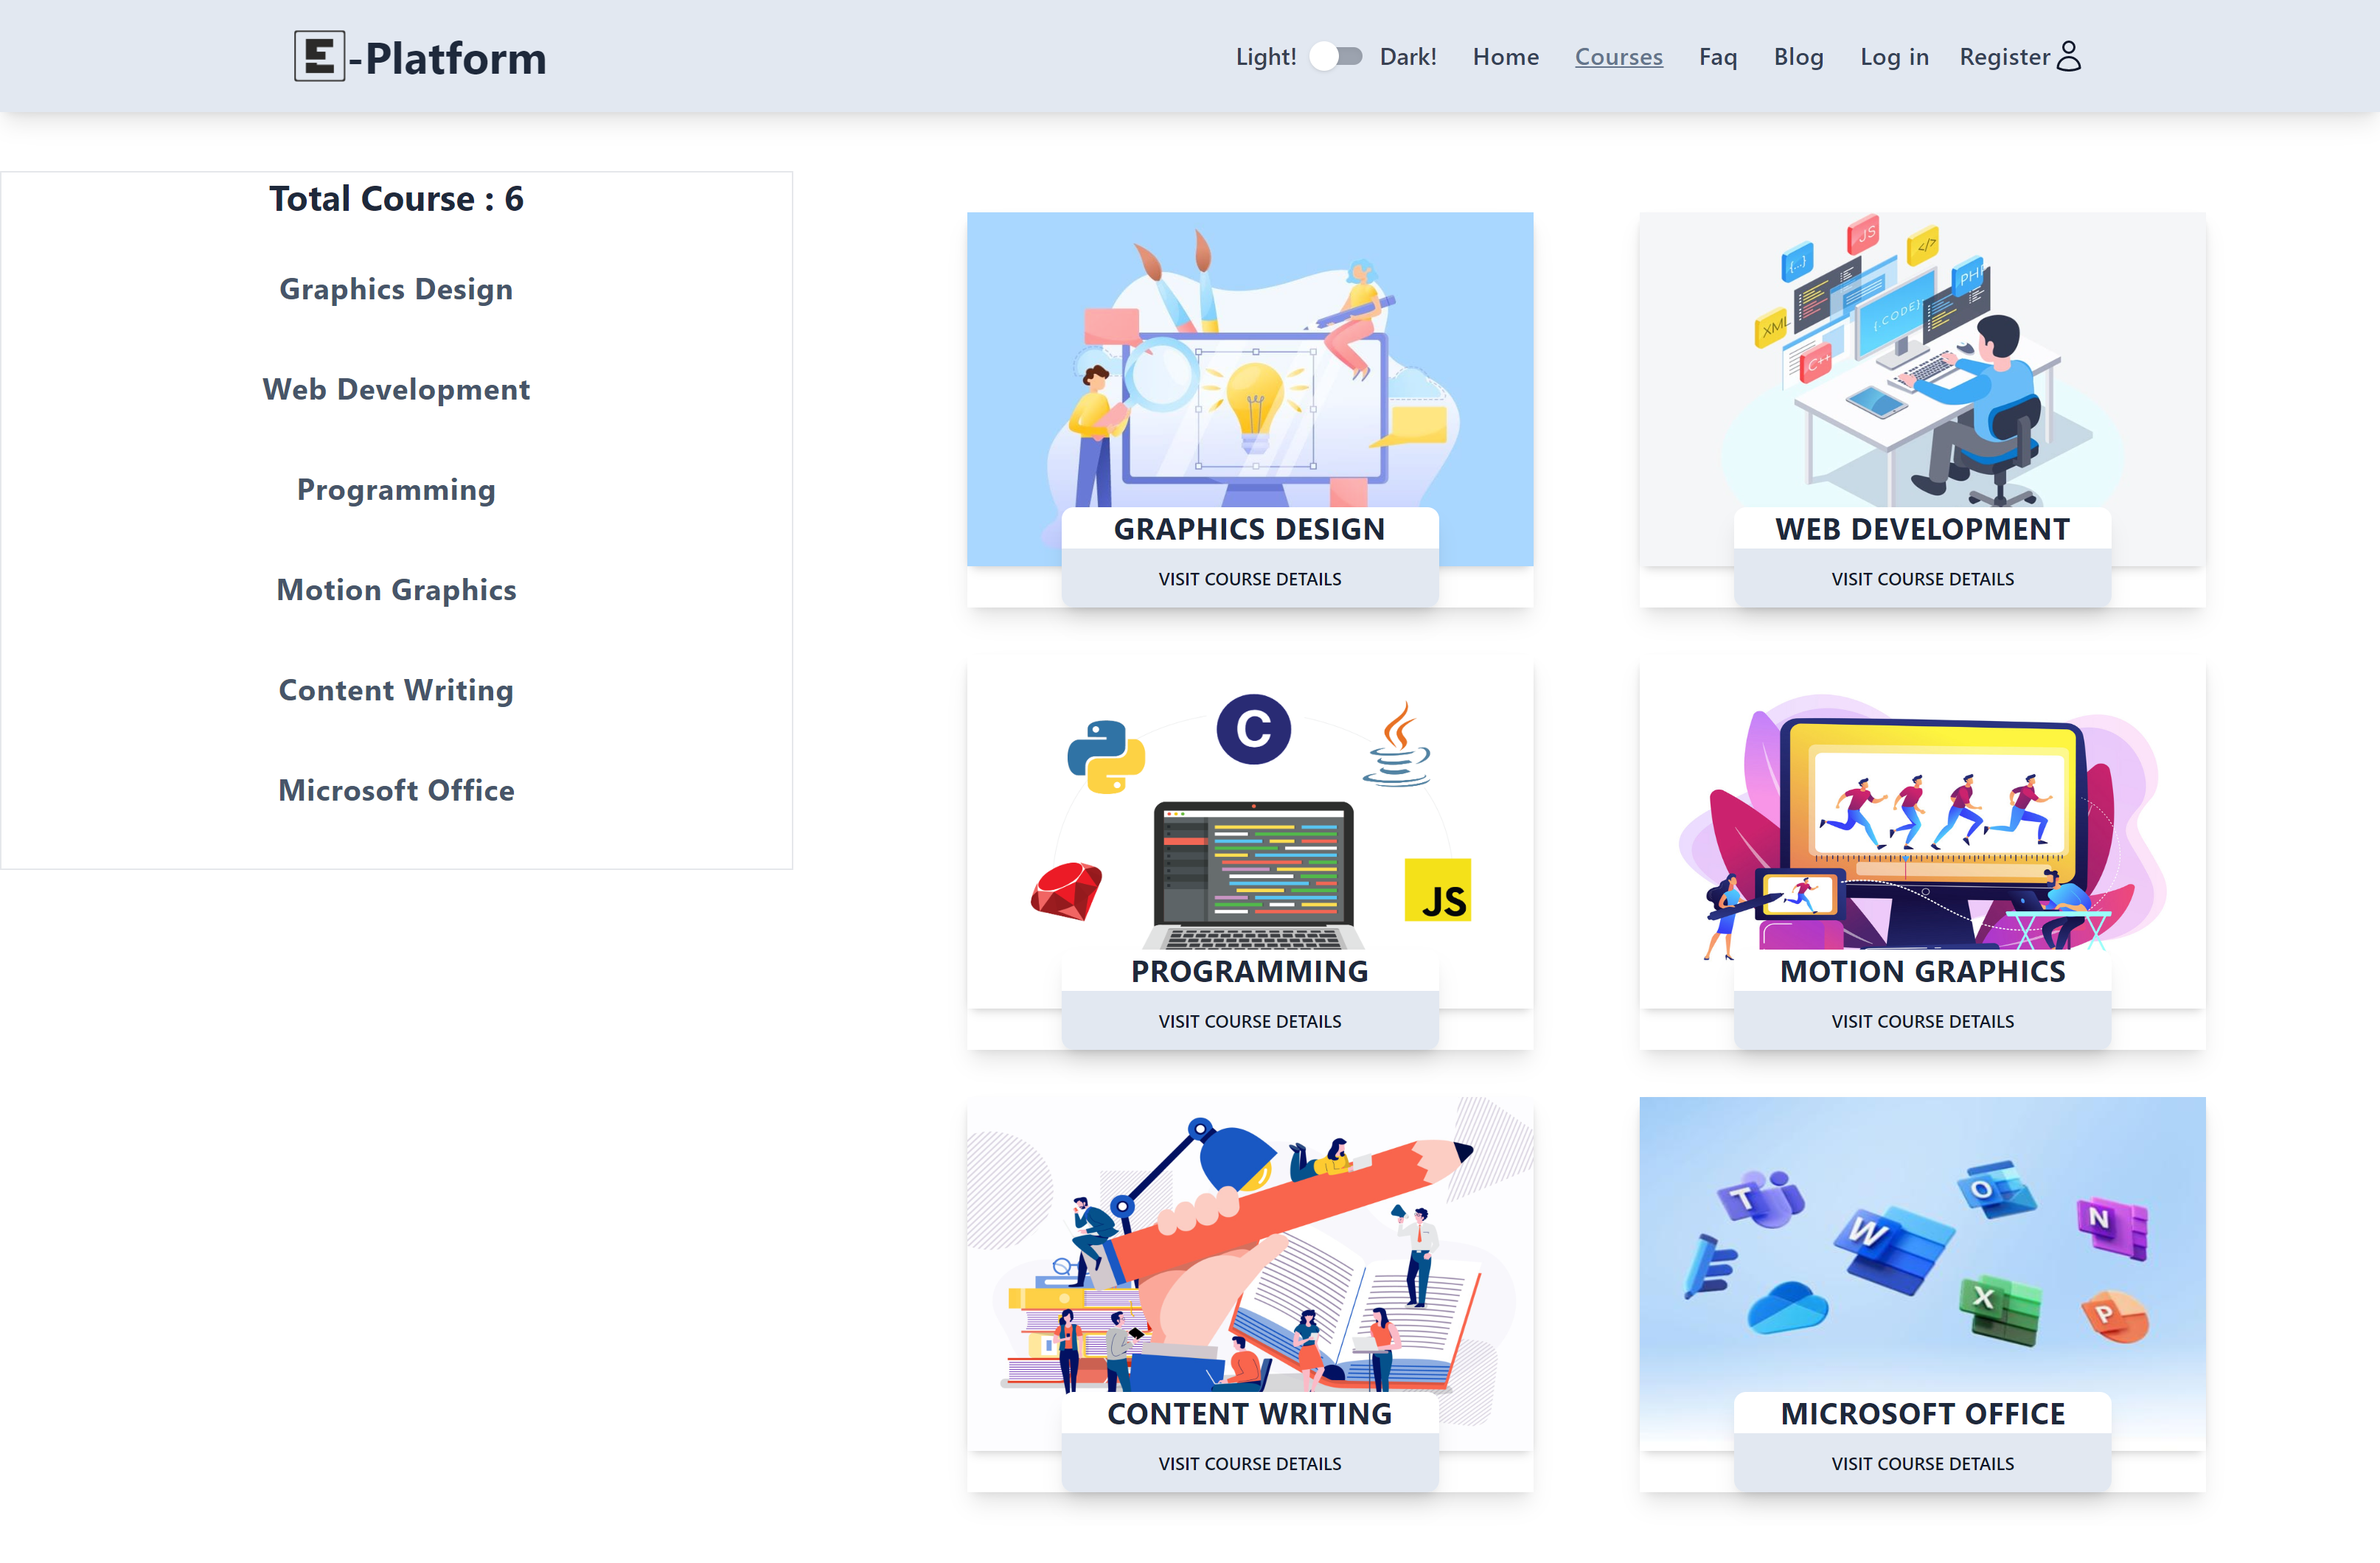 E-Platform
Light! Dark! Home Courses Faq Blog Log in Register
Total Course : 6
Graphics Design
Web Development
Programming
Motion Graphics
Content Writing
Microsoft Office
GRAPHICS DESIGN
VISIT COURSE DETAILS
JS
</>
{...}
PHP
XML
{.CODE}
C++
WEB DEVELOPMENT
VISIT COURSE DETAILS
C
JS
PROGRAMMING
VISIT COURSE DETAILS
MOTION GRAPHICS
VISIT COURSE DETAILS
CONTENT WRITING
VISIT COURSE DETAILS
T
O
N
W
X
P
MICROSOFT OFFICE
VISIT COURSE DETAILS